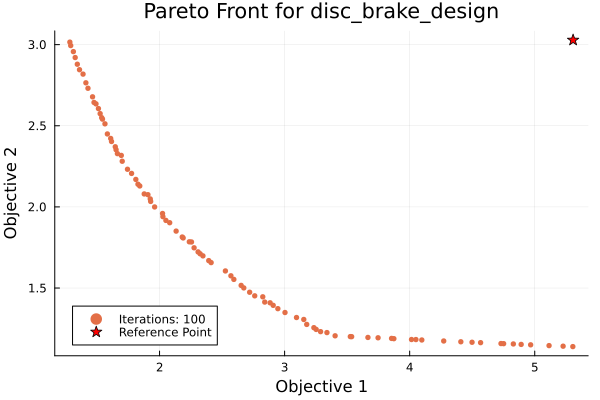 Pareto Front for disc_brake_design
Objective 2
3.0
2.5
2.0
1.5
Iterations: 100
Reference Point
2
3
4
5
Objective 1